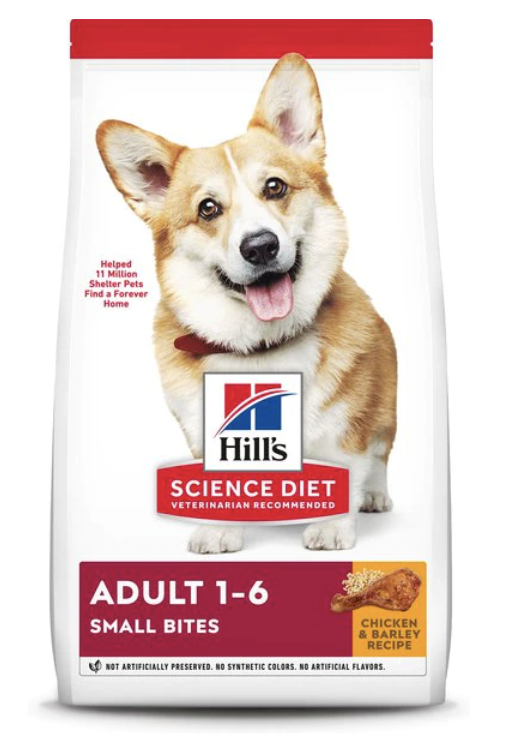 Helped
11 Million
Shelter Pets
Find a Forever
Home
Hill's
SCIENCE DIET
VETERINARIAN RECOMMENDED
ADULT 1-6
SMALL BITES
CHICKEN
& BARLEY
RECIPE
NOT ARTIFICIALLY PRESERVED. NO SYNTHETIC COLORS. NO ARTIFICIAL FLAVORS.